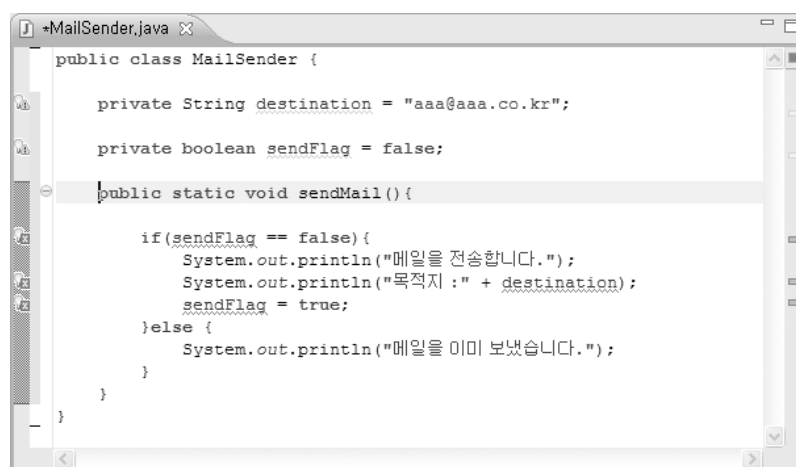 *MailSender.java
public class MailSender {
private String destination = "aaa@aaa.co.kr";
private boolean sendFlag = false;
public static void sendMail(){
if(sendFlag == false){
System.out.println("메일을 전송합니다.");
System.out.println("목적지 :" + destination);
sendFlag = true;
}else {
System.out.println("메일을 이미 보냈습니다.");
}
}
}